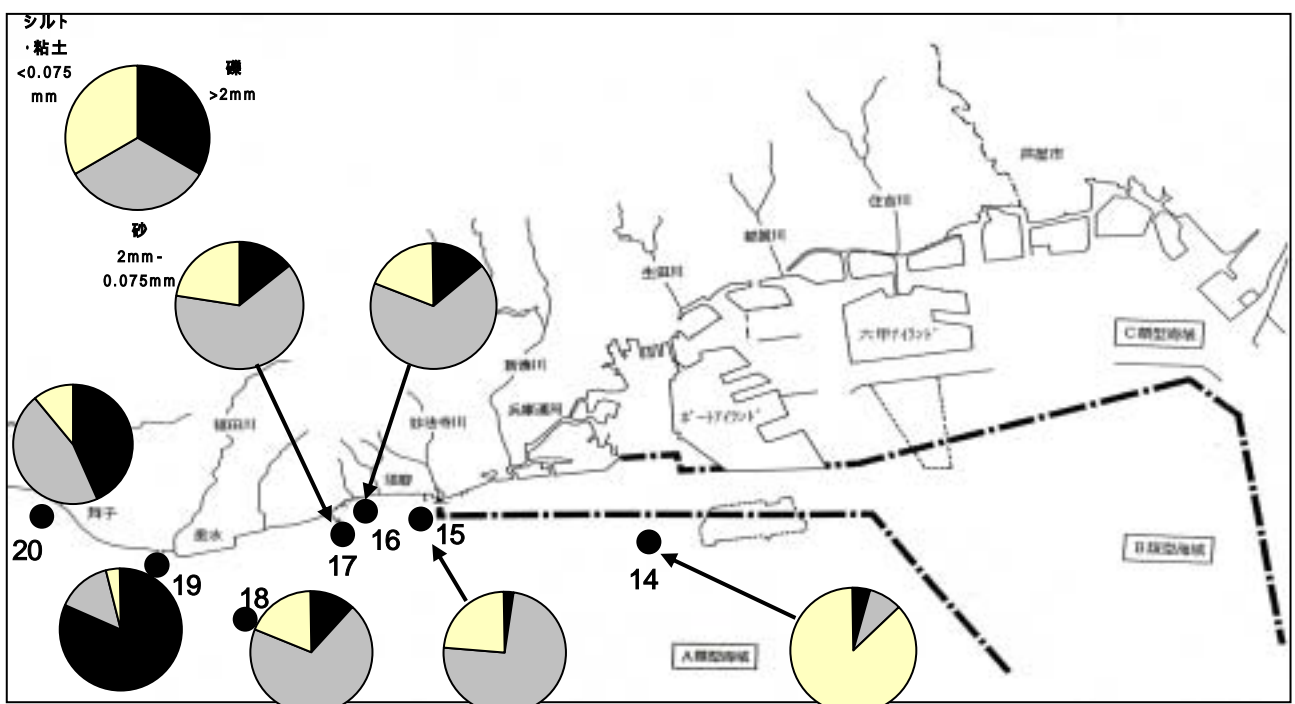 シルト
・粘土
<0.075
mm
礫
>2mm
砂
2mm-
0.075mm
芦屋市
住吉川
都賀川
生田川
六甲アイランド
C類型海域
新湊川
兵庫運河
ポートアイランド
妙法寺川
福田川
須磨
舞子
垂水
20
19
18
17
16
15
14
B類型海域
A類型海域